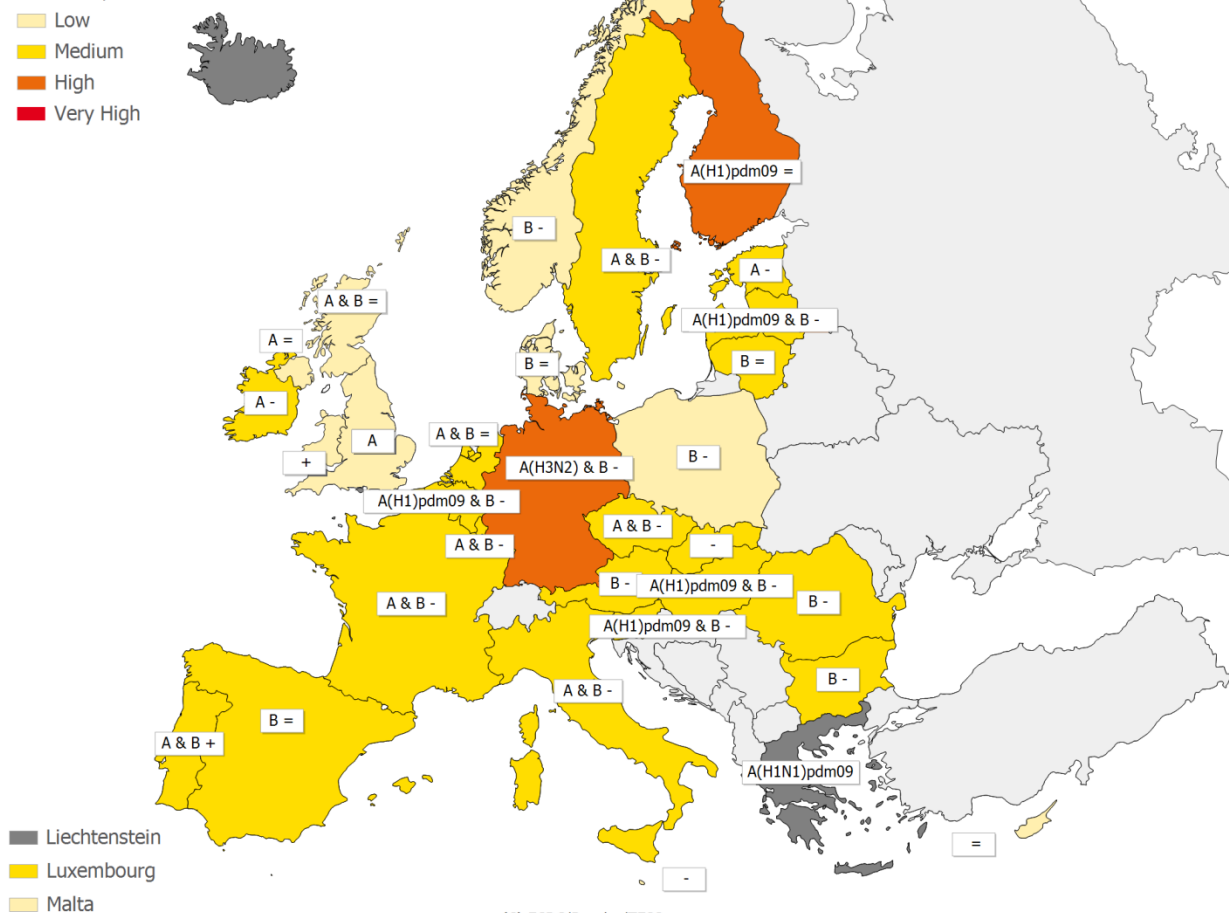 Low
Medium
High
Very High
A(H1)pdm09 =
B -
A & B -
A -
A & B =
A(H1)pdm09 & B -
A =
B =
A -
A
A & B =
+
A(H3N2) & B -
B -
A(H1)pdm09 & B -
A & B -
A & B -
-
B -
A(H1)pdm09 & B -
A & B -
B -
A(H1)pdm09 & B -
B -
A & B -
B =
A & B +
A(H1N1)pdm09
Liechtenstein
=
Luxembourg
-
Malta